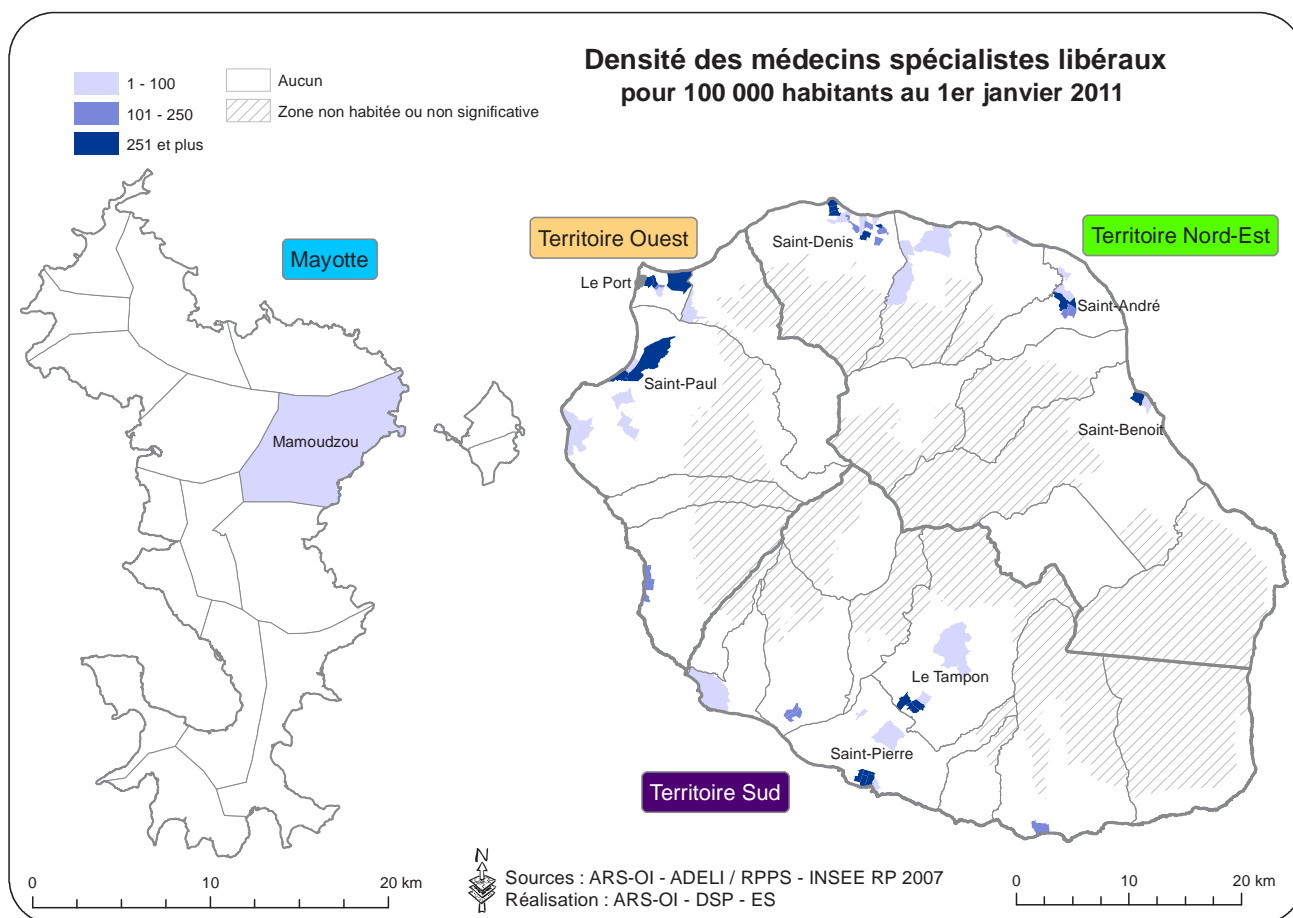 Densité des médecins spécialistes libéraux
pour 100 000 habitants au 1er janvier 2011
1 - 100
101 - 250
251 et plus
Aucun
Zone non habitée ou non significative
Mayotte
Mamoudzou
Territoire Ouest
Territoire Nord-Est
Territoire Sud
Saint-Denis
Le Port
Saint-André
Saint-Paul
Saint-Benoit
Le Tampon
Saint-Pierre
0 10 20 km
N
Sources : ARS-OI - ADELI / RPPS - INSEE RP 2007
Réalisation : ARS-OI - DSP - ES
0 10 20 km